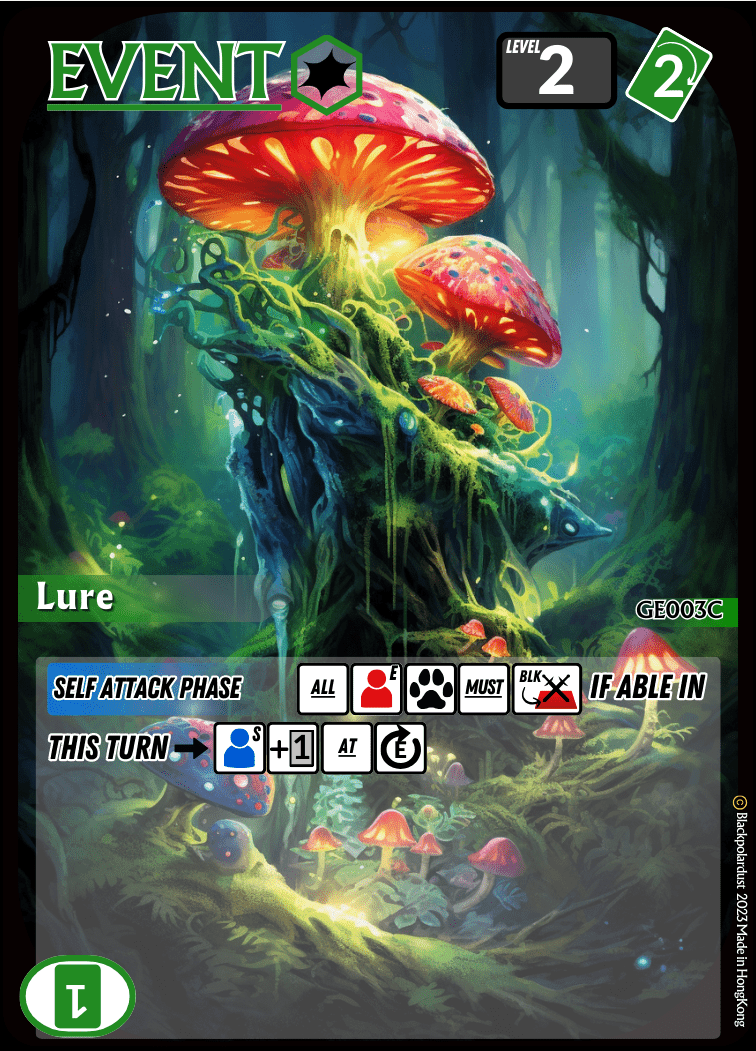 EVENT
LEVEL 2
2
Lure
GE003C
SELF ATTACK PHASE ALL E MUST BLK IF ABLE IN
THIS TURN S +1 AT E
1
© Blackpolardust 2023 Made in HongKong